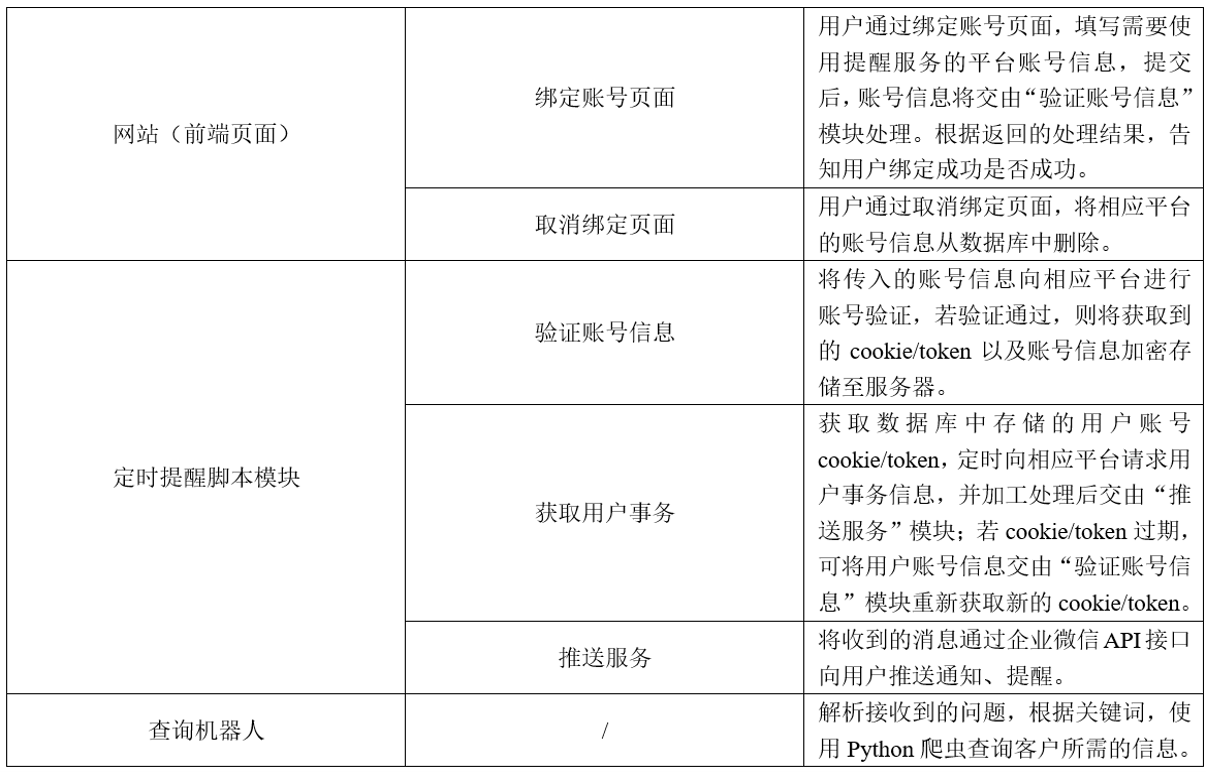 网站（前端页面）
绑定账号页面
用户通过绑定账号页面，填写需要使
用提醒服务的平台账号信息，提交
后，账号信息将交由“验证账号信息”
模块处理。根据返回的处理结果，告
知用户绑定成功是否成功。
取消绑定页面
用户通过取消绑定页面，将相应平台
的账号信息从数据库中删除。
定时提醒脚本模块
验证账号信息
将传入的账号信息向相应平台进行
账号验证，若验证通过，则将获取到
的 cookie/token 以及账号信息加密存
储至服务器。
获取用户事务
获取数据库中存储的用户账号
cookie/token，定时向相应平台请求用
户事务信息，并加工处理后交由“推
送服务”模块；若 cookie/token 过期，
可将用户账号信息交由“验证账号信
息”模块重新获取新的 cookie/token。
推送服务
将收到的消息通过企业微信 API 接口
向用户推送通知、提醒。
查询机器人
/
解析接收到的问题，根据关键词，使
用 Python 爬虫查询客户所需的信息。